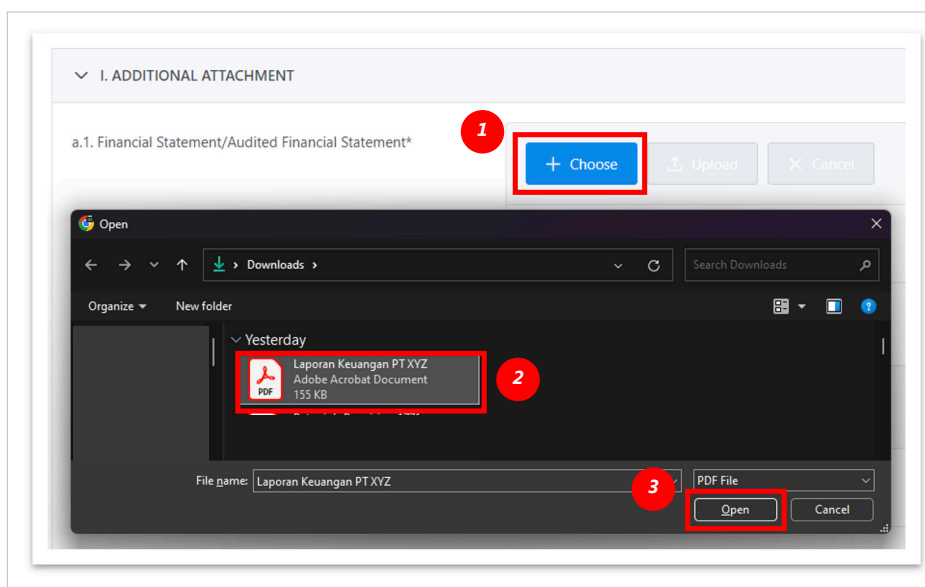 I. ADDITIONAL ATTACHMENT
a.1. Financial Statement/Audited Financial Statement*
1
+ Choose
Upload
Cancel
Open
Downloads
Search Downloads
Organize
New folder
Yesterday
Laporan Keuangan PT XYZ
Adobe Acrobat Document
155 KB
PDF
2
File name:
Laporan Keuangan PT XYZ
3
PDF File
Open
Cancel